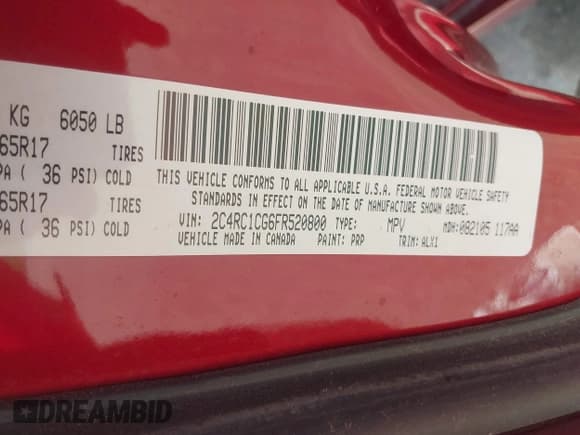 KG 6050 LB
65R17 TIRES
PA ( 36 PSI) COLD
65R17 TIRES
PA ( 36 PSI) COLD
THIS VEHICLE CONFORMS TO ALL APPLICABLE U.S.A. FEDERAL MOTOR VEHICLE SAFETY
STANDARDS IN EFFECT ON THE DATE OF MANUFACTURE SHOWN ABOVE.
VIN: 2C4RC1CG6FR520800 TYPE: MPV MDH: 082105 117AA
VEHICLE MADE IN CANADA PAINT: PRP TRIM: ALX1
DREAMBID